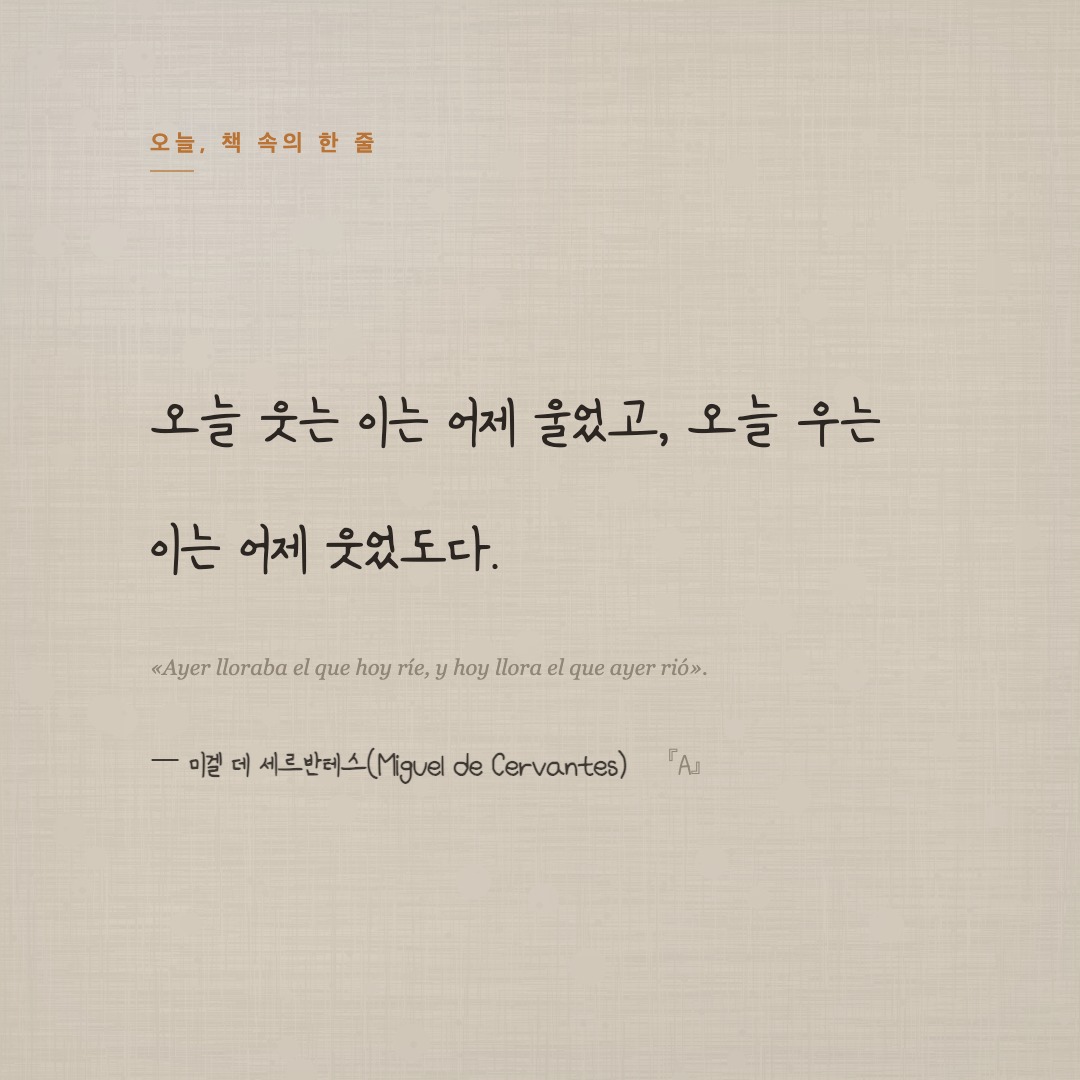 오늘, 책 속의 한 줄
오늘 웃는 이는 어제 울었고, 오늘 우는
이는 어제 웃었도다.
«Ayer lloraba el que hoy ríe, y hoy llora el que ayer rió».
— 미겔 데 세르반테스(Miguel de Cervantes) 『A』